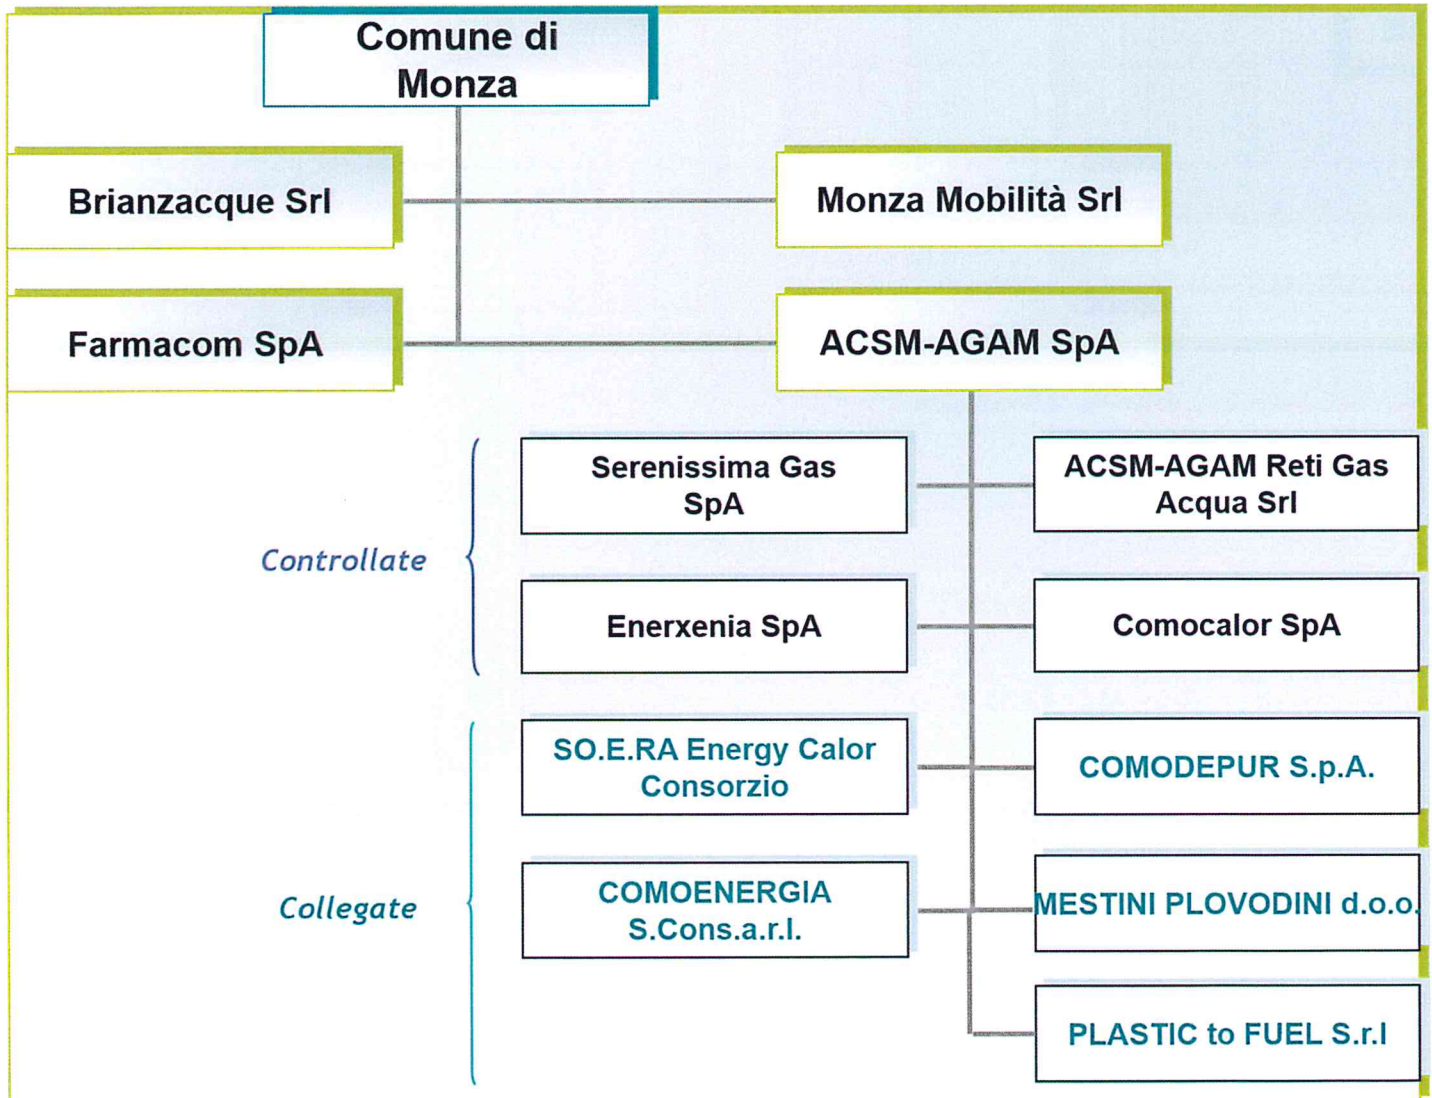 Comune di
Monza
Brianzacque Srl
Monza Mobilità Srl
Farmacom SpA
ACSM-AGAM SpA
Controllate
Serenissima Gas
SpA
ACSM-AGAM Reti Gas
Acqua Srl
Enerxenia SpA
Comocalor SpA
Collegate
SO.E.RA Energy Calor
Consorzio
COMODEPUR S.p.A.
COMOENERGIA
S.Cons.a.r.l.
MESTINI PLOVODINI d.o.o.
PLASTIC to FUEL S.r.l